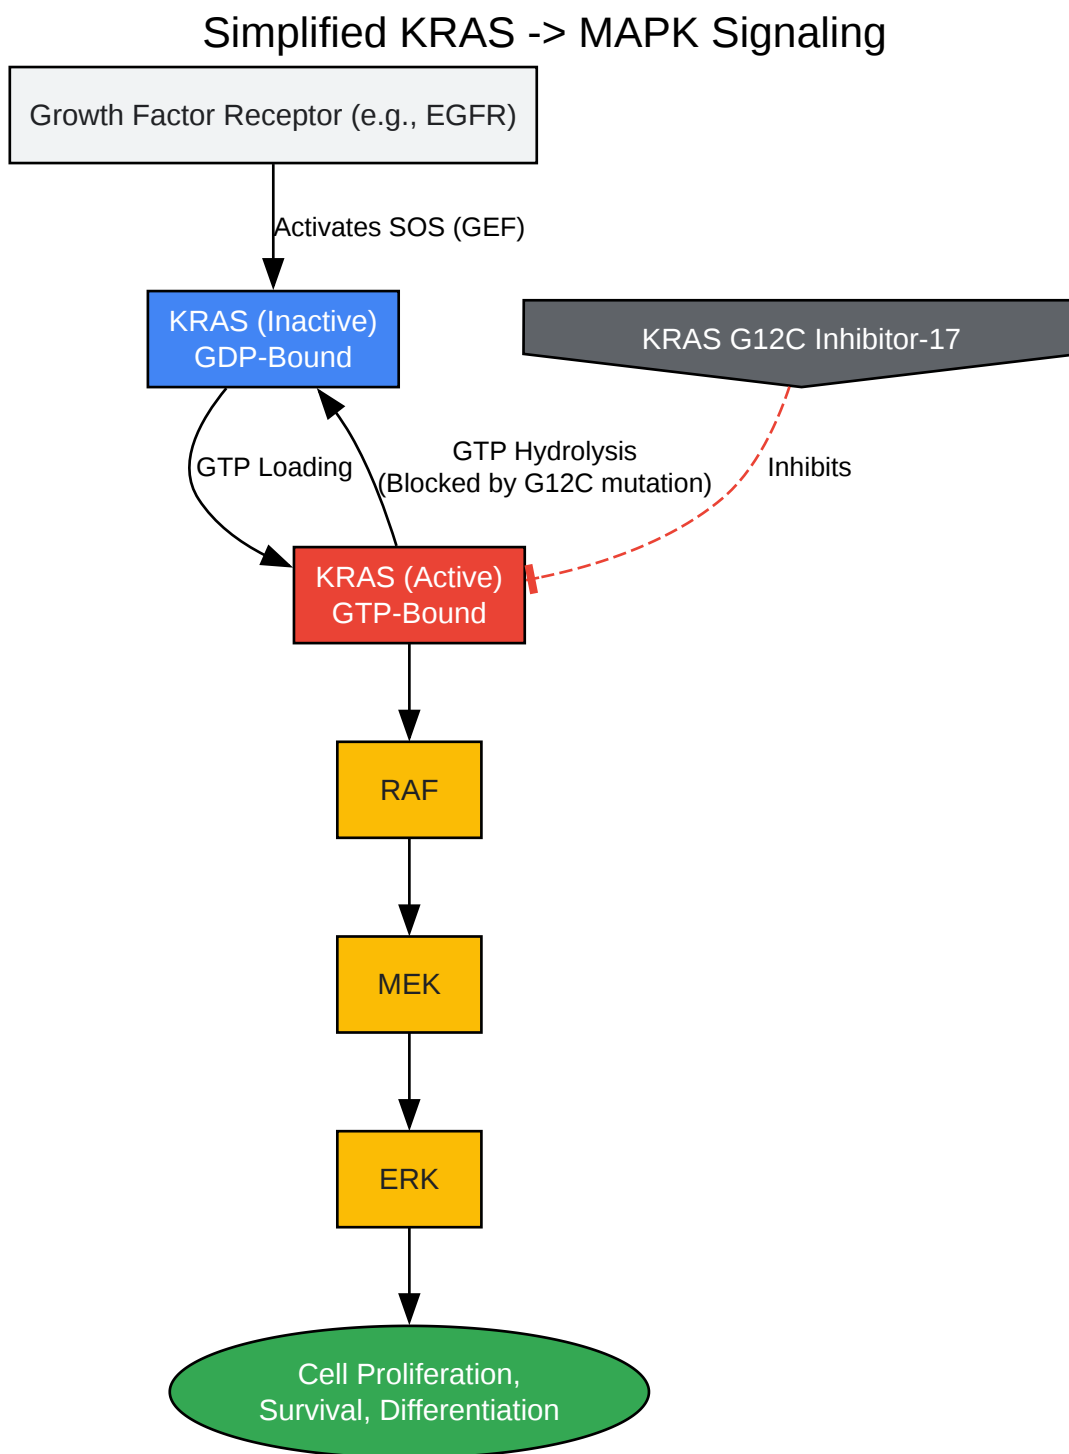 Simplified KRAS -> MAPK Signaling
Growth Factor Receptor (e.g., EGFR)
Activates SOS (GEF)
KRAS (Inactive)
GDP-Bound
KRAS G12C Inhibitor-17
GTP Loading
GTP Hydrolysis
(Blocked by G12C mutation)
Inhibits
KRAS (Active)
GTP-Bound
RAF
MEK
ERK
Cell Proliferation,
Survival, Differentiation